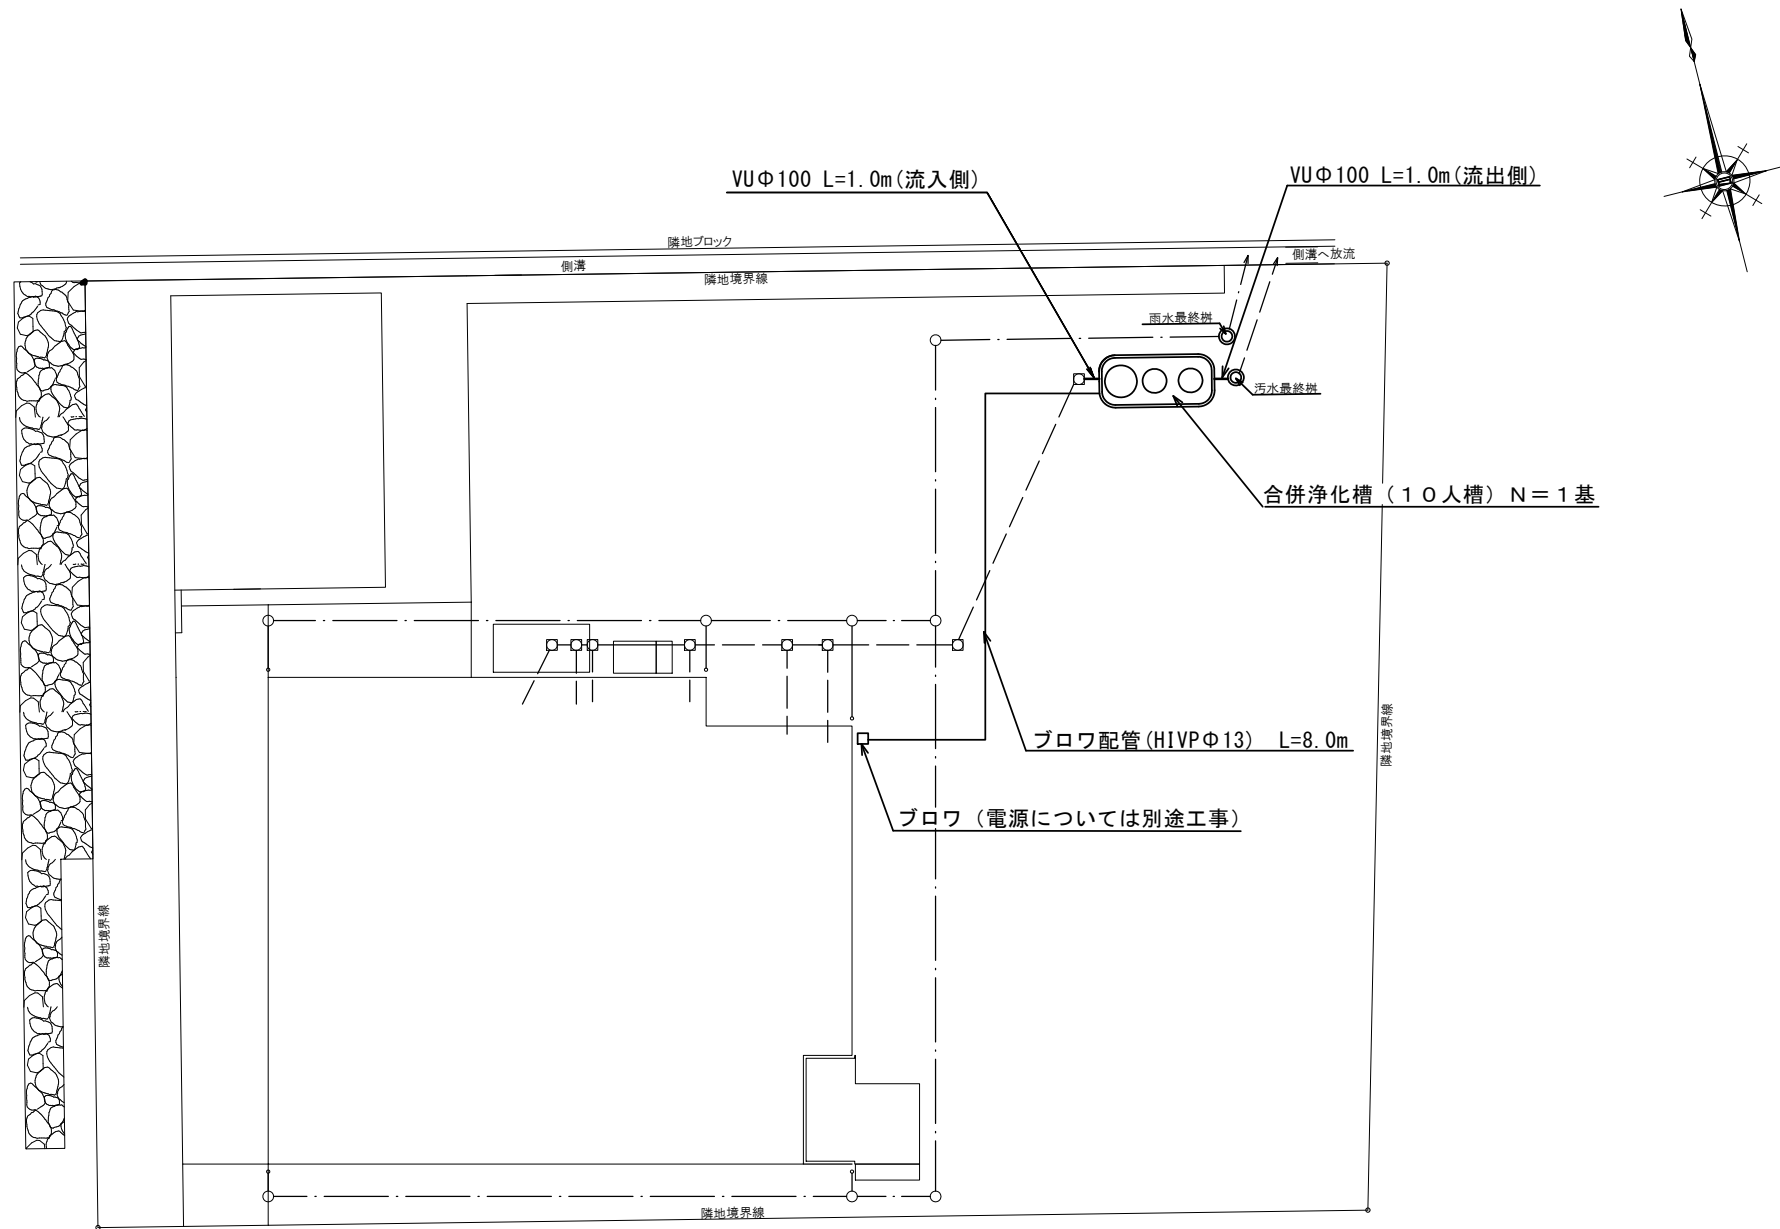 VUΦ100 L=1.0m(流入側)
VUΦ100 L=1.0m(流出側)
隣地ブロック
側溝
隣地境界線
側溝へ放流
雨水最終桝
汚水最終桝
合併浄化槽（１０人槽）Ｎ＝１基
ブロワ配管(HIVPΦ13)　L=8.0m
隣地境界線
ブロワ（電源については別途工事）
隣地境界線
隣地境界線